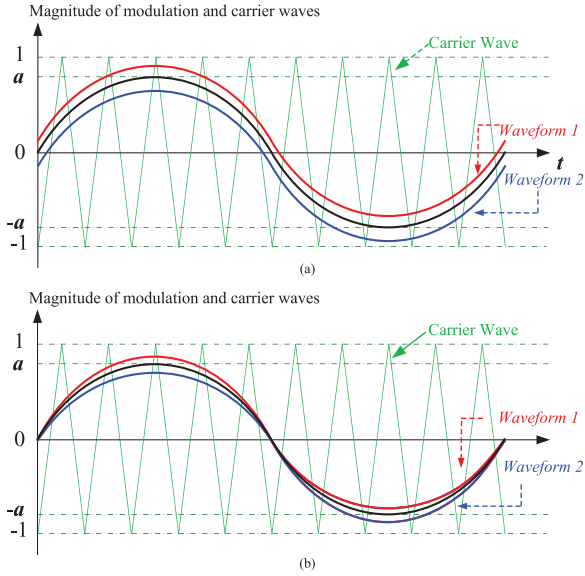 Magnitude of modulation and carrier waves
1
Carrier Wave
a
Waveform 1
0
t
Waveform 2
-a
-1
(a)
Magnitude of modulation and carrier waves
1
Carrier Wave
a
Waveform 1
0
Waveform 2
-a
-1
(b)